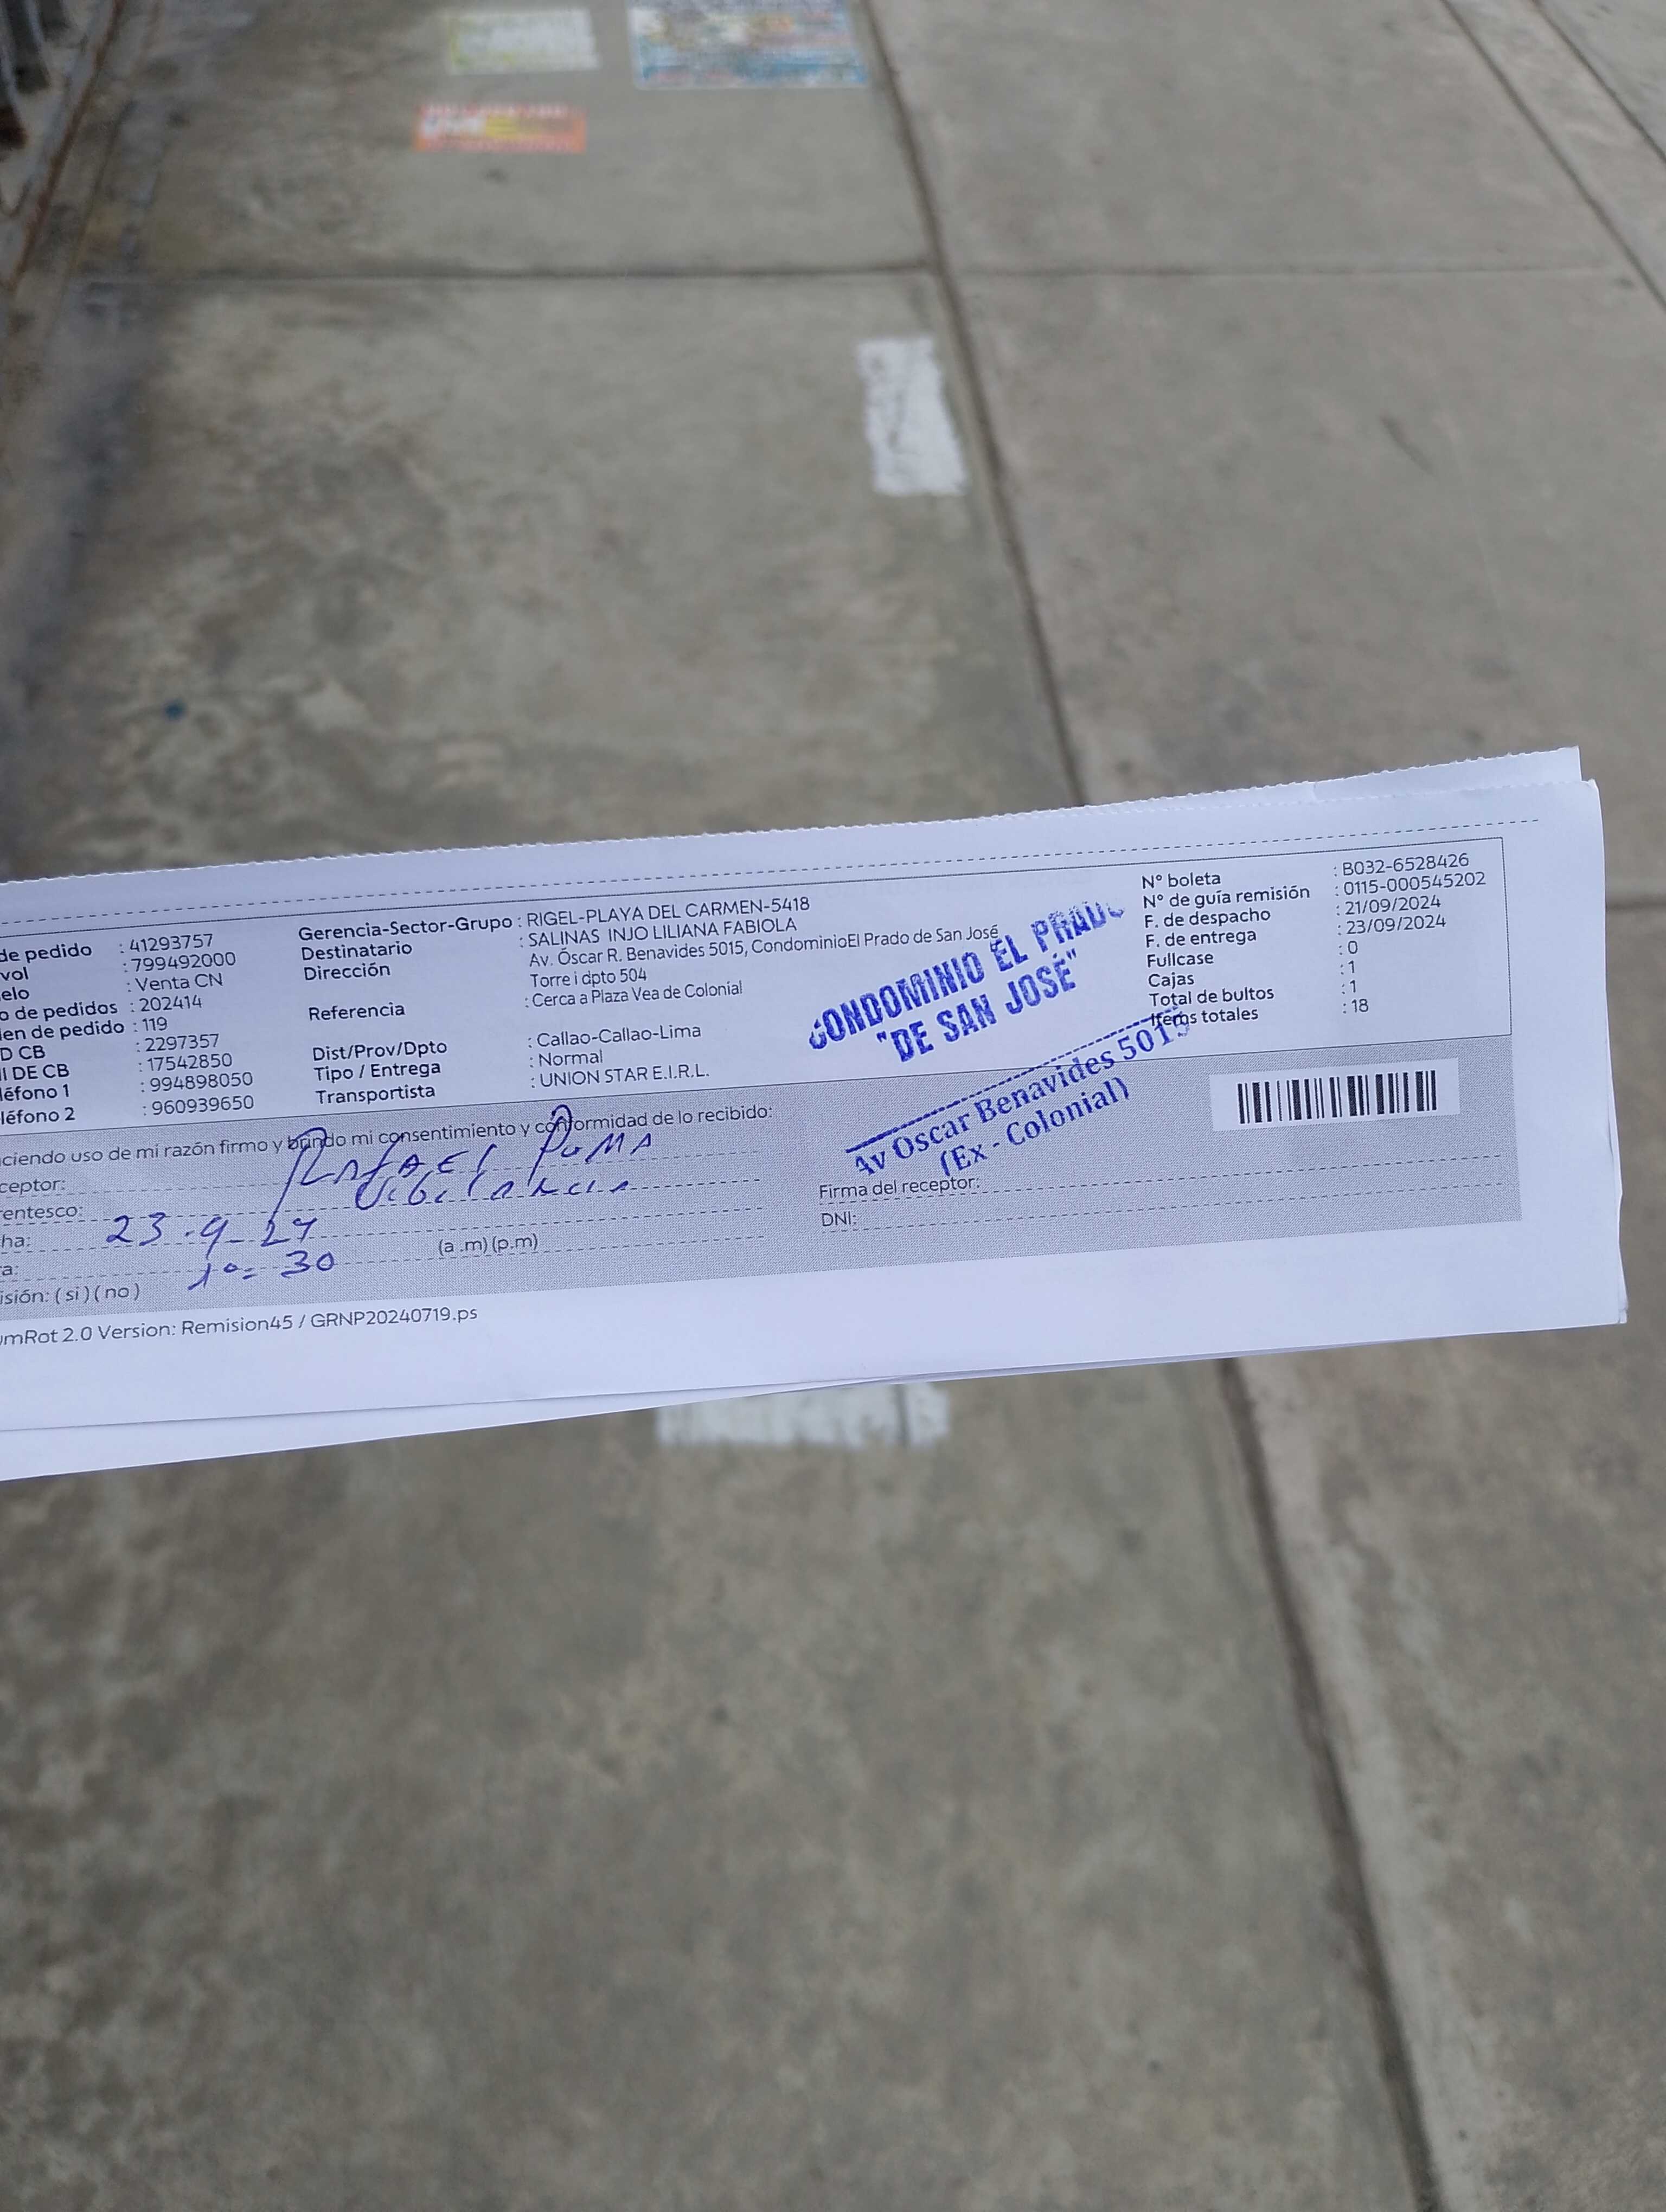 de pedido : 41293757
vol : 799492000
elo : Venta CN
o de pedidos : 202414
en de pedido : 119
D CB : 2297357
I DE CB : 17542850
léfono 1 : 994898050
léfono 2 : 960939650
Gerencia-Sector-Grupo : RIGEL-PLAYA DEL CARMEN-5418
Destinatario : SALINAS INJO LILIANA FABIOLA
Dirección Av. Óscar R. Benavides 5015, CondominioEl Prado de San José
Torre i dpto 504
Referencia : Cerca a Plaza Vea de Colonial
Dist/Prov/Dpto : Callao-Callao-Lima
Tipo / Entrega : Normal
Transportista : UNION STAR E.I.R.L.
N° boleta : B032-6528426
N° de guía remisión : 0115-000545202
F. de despacho : 21/09/2024
F. de entrega : 23/09/2024
Fullcase : 0
Cajas : 1
Total de bultos : 1
Items totales : 18
CONDOMINIO EL PRADO
"DE SAN JOSÉ"
Av Oscar Benavides 5015
(Ex - Colonial)
ciendo uso de mi razón firmo y brindo mi consentimiento y conformidad de lo recibido:
ceptor: Rafael Poma
rentesco:
ha: 23-9-24
a: 10:30 (a .m) (p.m)
isión: ( si ) ( no )
Firma del receptor:
DNI:
umRot 2.0 Version: Remision45 / GRNP20240719.ps